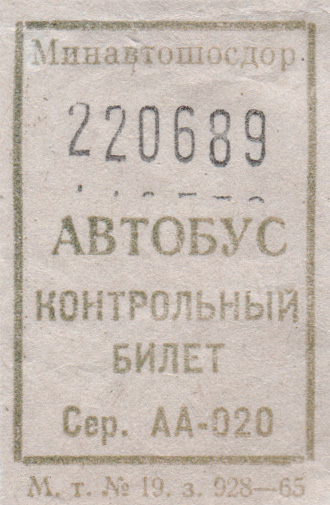 Минавтошосдор
220689
АВТОБУС
КОНТРОЛЬНЫЙ
БИЛЕТ
Сер. АА-020
М. т. № 19. з. 928—65